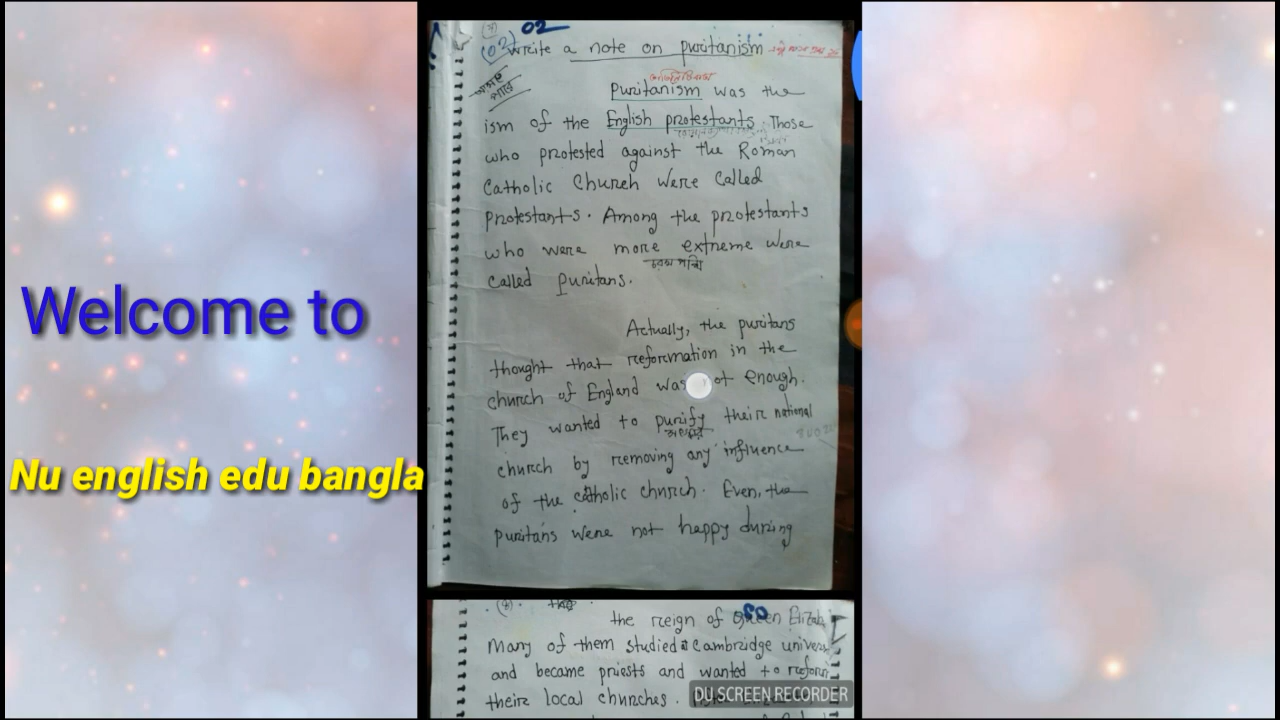 Welcome to
Nu english edu bangla
02
(02) Write a note on puritanism
Puritanism was the
ism of the English protestants. Those
who protested against the Roman
Catholic Church were called
protestants. Among the protestants
who were more extreme were
চরম পন্থি
called puritans.
Actually, the puritans
thought that reformation in the
church of England was not enough.
They wanted to purify their national
church by removing any influence
of the catholic church. Even, the
puritans were not happy during
the reign of Queen Eliza
Many of them studied a Cambridge univers
and became priests and wanted to reform
their local churches.
DU SCREEN RECORDER